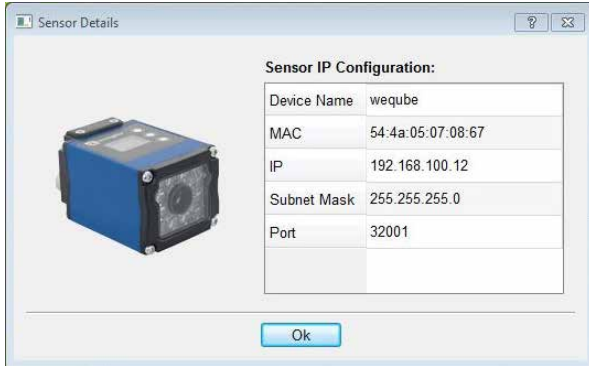 Sensor Details
Sensor IP Configuration:
Device Name weqube
MAC 54:4a:05:07:08:67
IP 192.168.100.12
Subnet Mask 255.255.255.0
Port 32001
Ok